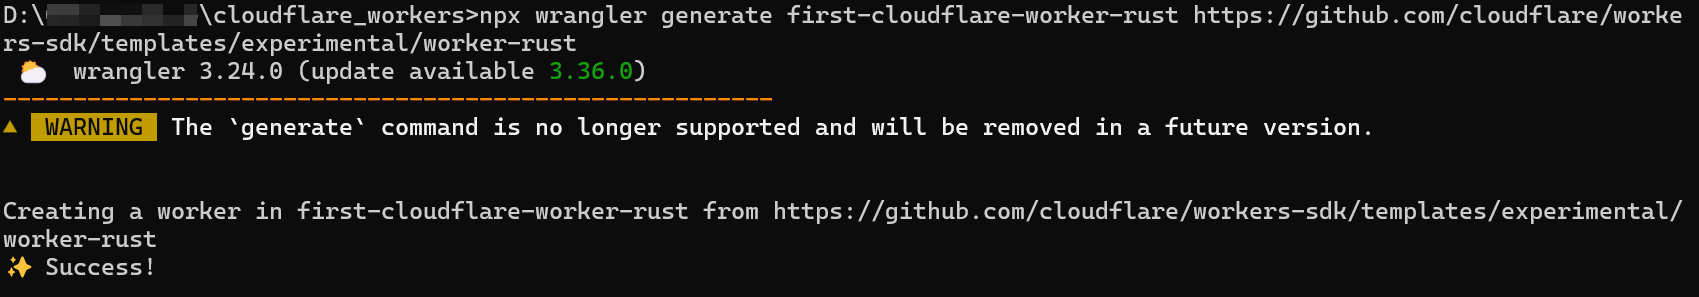 D:\ \cloudflare_workers>npx wrangler generate first-cloudflare-worker-rust https://github.com/cloudflare/worke
rs-sdk/templates/experimental/worker-rust
wrangler 3.24.0 (update available 3.36.0)
------------------------------------------------------
▲ WARNING The `generate` command is no longer supported and will be removed in a future version.
Creating a worker in first-cloudflare-worker-rust from https://github.com/cloudflare/workers-sdk/templates/experimental/
worker-rust
✨ Success!